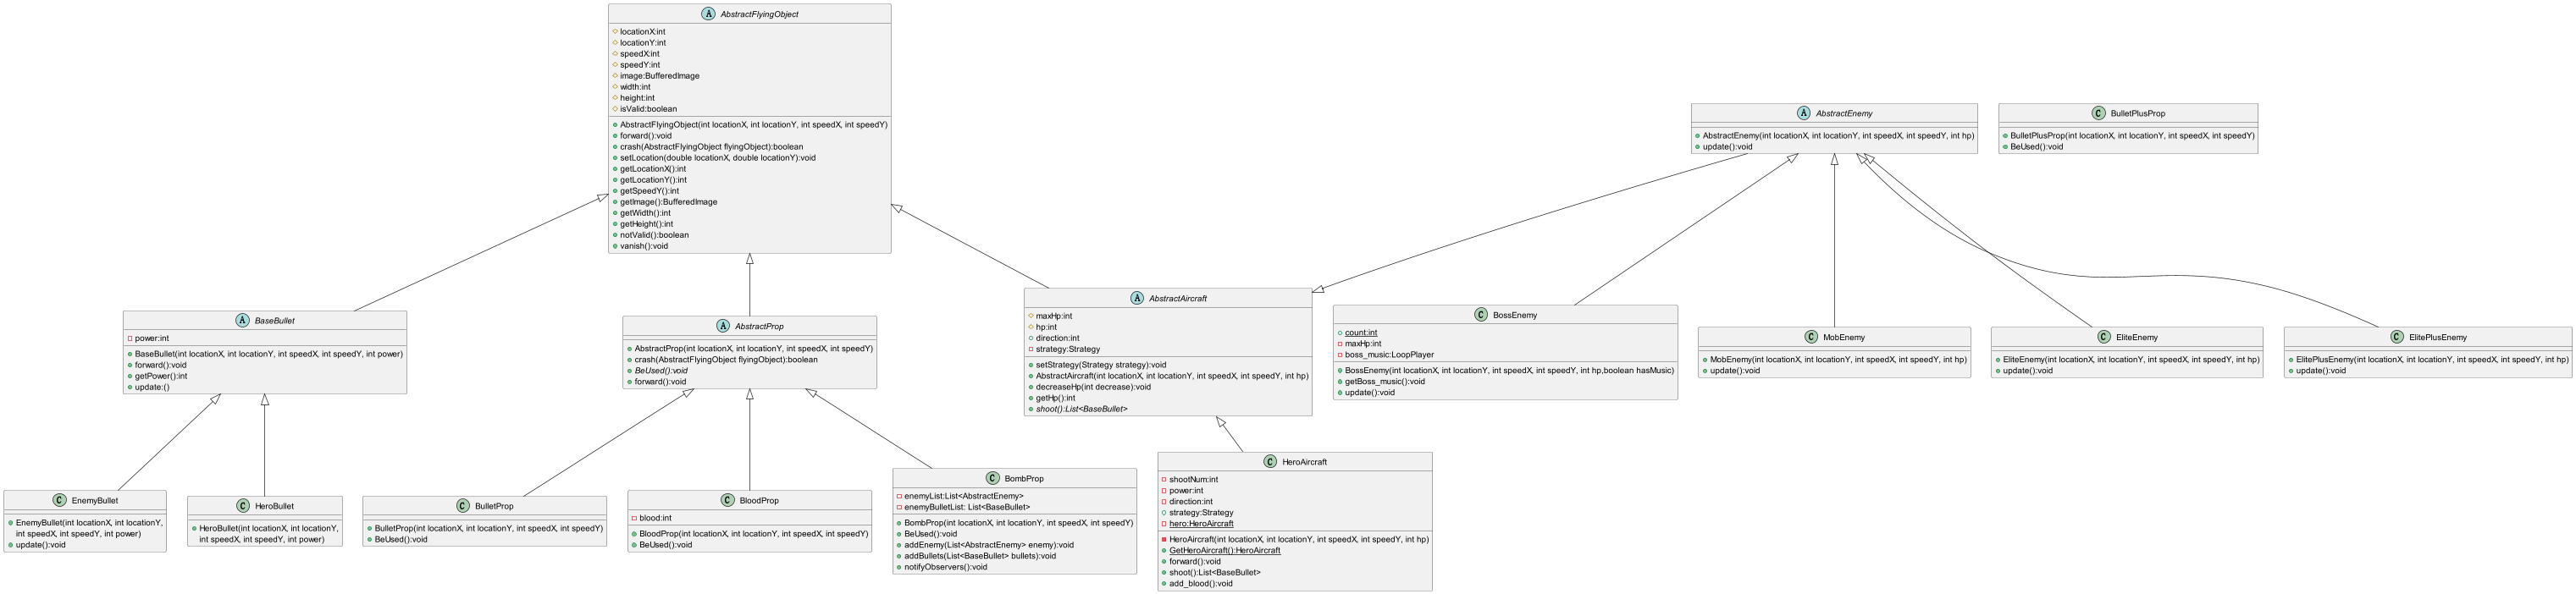 A AbstractFlyingObject
locationX:int
locationY:int
speedX:int
speedY:int
image:BufferedImage
width:int
height:int
isValid:boolean
AbstractFlyingObject(int locationX, int locationY, int speedX, int speedY)
forward():void
crash(AbstractFlyingObject flyingObject):boolean
setLocation(double locationX, double locationY):void
getLocationX():int
getLocationY():int
getSpeedY():int
getImage():BufferedImage
getWidth():int
getHeight():int
notValid():boolean
vanish():void
A AbstractEnemy
AbstractEnemy(int locationX, int locationY, int speedX, int speedY, int hp)
update():void
C BulletPlusProp
BulletPlusProp(int locationX, int locationY, int speedX, int speedY)
BeUsed():void
A BaseBullet
power:int
BaseBullet(int locationX, int locationY, int speedX, int speedY, int power)
forward():void
getPower():int
update:()
A AbstractProp
AbstractProp(int locationX, int locationY, int speedX, int speedY)
crash(AbstractFlyingObject flyingObject):boolean
BeUsed():void
forward():void
A AbstractAircraft
maxHp:int
hp:int
direction:int
strategy:Strategy
setStrategy(Strategy strategy):void
AbstractAircraft(int locationX, int locationY, int speedX, int speedY, int hp)
decreaseHp(int decrease):void
getHp():int
shoot():List<BaseBullet>
C BossEnemy
count:int
maxHp:int
boss_music:LoopPlayer
BossEnemy(int locationX, int locationY, int speedX, int speedY, int hp,boolean hasMusic)
getBoss_music():void
update():void
C MobEnemy
MobEnemy(int locationX, int locationY, int speedX, int speedY, int hp)
update():void
C EliteEnemy
EliteEnemy(int locationX, int locationY, int speedX, int speedY, int hp)
update():void
C ElitePlusEnemy
ElitePlusEnemy(int locationX, int locationY, int speedX, int speedY, int hp)
update():void
C EnemyBullet
EnemyBullet(int locationX, int locationY,
int speedX, int speedY, int power)
update():void
C HeroBullet
HeroBullet(int locationX, int locationY,
int speedX, int speedY, int power)
C BulletProp
BulletProp(int locationX, int locationY, int speedX, int speedY)
BeUsed():void
C BloodProp
blood:int
BloodProp(int locationX, int locationY, int speedX, int speedY)
BeUsed():void
C BombProp
enemyList:List<AbstractEnemy>
enemyBulletList: List<BaseBullet>
BombProp(int locationX, int locationY, int speedX, int speedY)
BeUsed():void
addEnemy(List<AbstractEnemy> enemy):void
addBullets(List<BaseBullet> bullets):void
notifyObservers():void
C HeroAircraft
shootNum:int
power:int
direction:int
strategy:Strategy
hero:HeroAircraft
HeroAircraft(int locationX, int locationY, int speedX, int speedY, int hp)
GetHeroAircraft():HeroAircraft
forward():void
shoot():List<BaseBullet>
add_blood():void